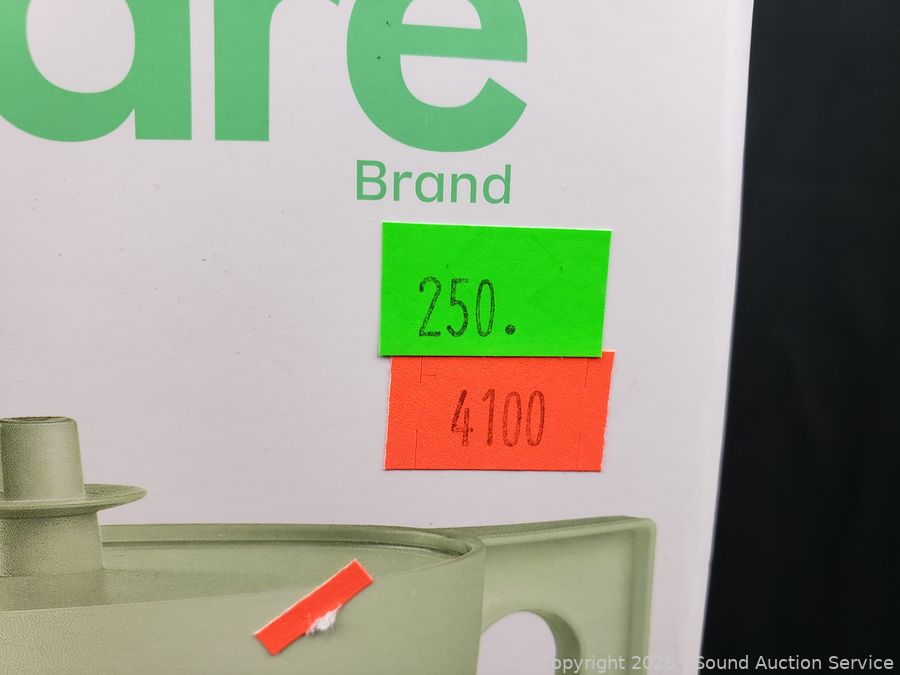 are
Brand
250.
4100
Copyright 2026 Sound Auction Service